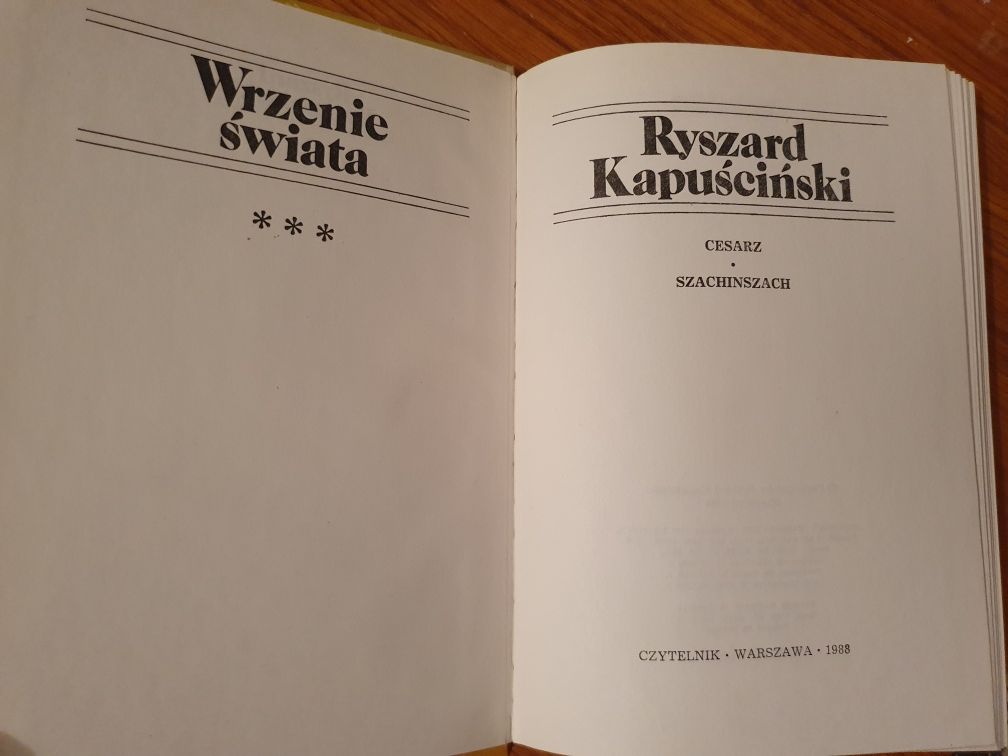 Wrzenie
świata
* * *
Ryszard
Kapuściński
CESARZ
·
SZACHINSZACH
CZYTELNIK · WARSZAWA · 1988